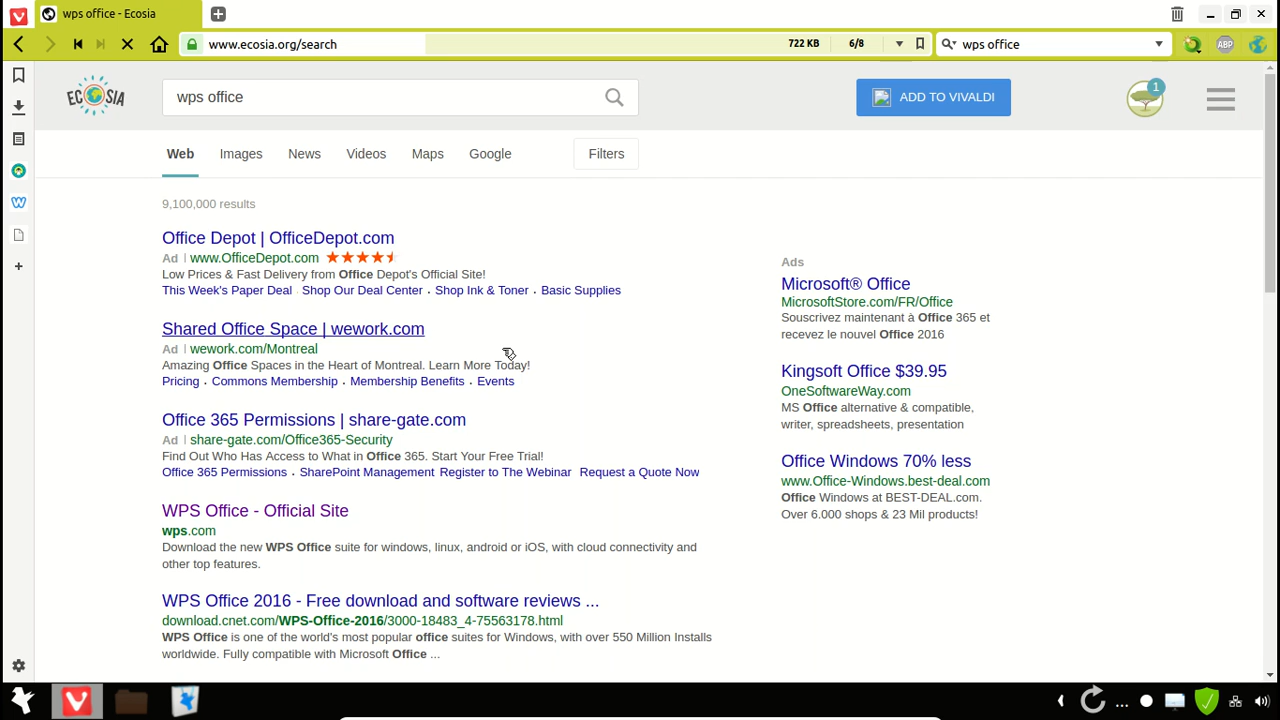 wps office - Ecosia
www.ecosia.org/search 722 KB 6/8 wps office ABP
ECOSIA wps office ADD TO VIVALDI 1
Web Images News Videos Maps Google Filters
9,100,000 results
Office Depot | OfficeDepot.com
Ad | www.OfficeDepot.com
Low Prices & Fast Delivery from Office Depot's Official Site!
This Week's Paper Deal · Shop Our Deal Center · Shop Ink & Toner · Basic Supplies
Shared Office Space | wework.com
Ad | wework.com/Montreal
Amazing Office Spaces in the Heart of Montreal. Learn More Today!
Pricing · Commons Membership · Membership Benefits · Events
Office 365 Permissions | share-gate.com
Ad | share-gate.com/Office365-Security
Find Out Who Has Access to What in Office 365. Start Your Free Trial!
Office 365 Permissions · SharePoint Management Register to The Webinar Request a Quote Now
WPS Office - Official Site
wps.com
Download the new WPS Office suite for windows, linux, android or iOS, with cloud connectivity and
other top features.
WPS Office 2016 - Free download and software reviews ...
download.cnet.com/WPS-Office-2016/3000-18483_4-75563178.html
WPS Office is one of the world's most popular office suites for Windows, with over 550 Million Installs
worldwide. Fully compatible with Microsoft Office ...
Ads
Microsoft® Office
MicrosoftStore.com/FR/Office
Souscrivez maintenant à Office 365 et
recevez le nouvel Office 2016
Kingsoft Office $39.95
OneSoftwareWay.com
MS Office alternative & compatible,
writer, spreadsheets, presentation
Office Windows 70% less
www.Office-Windows.best-deal.com
Office Windows at BEST-DEAL.com.
Over 6.000 shops & 23 Mil products!